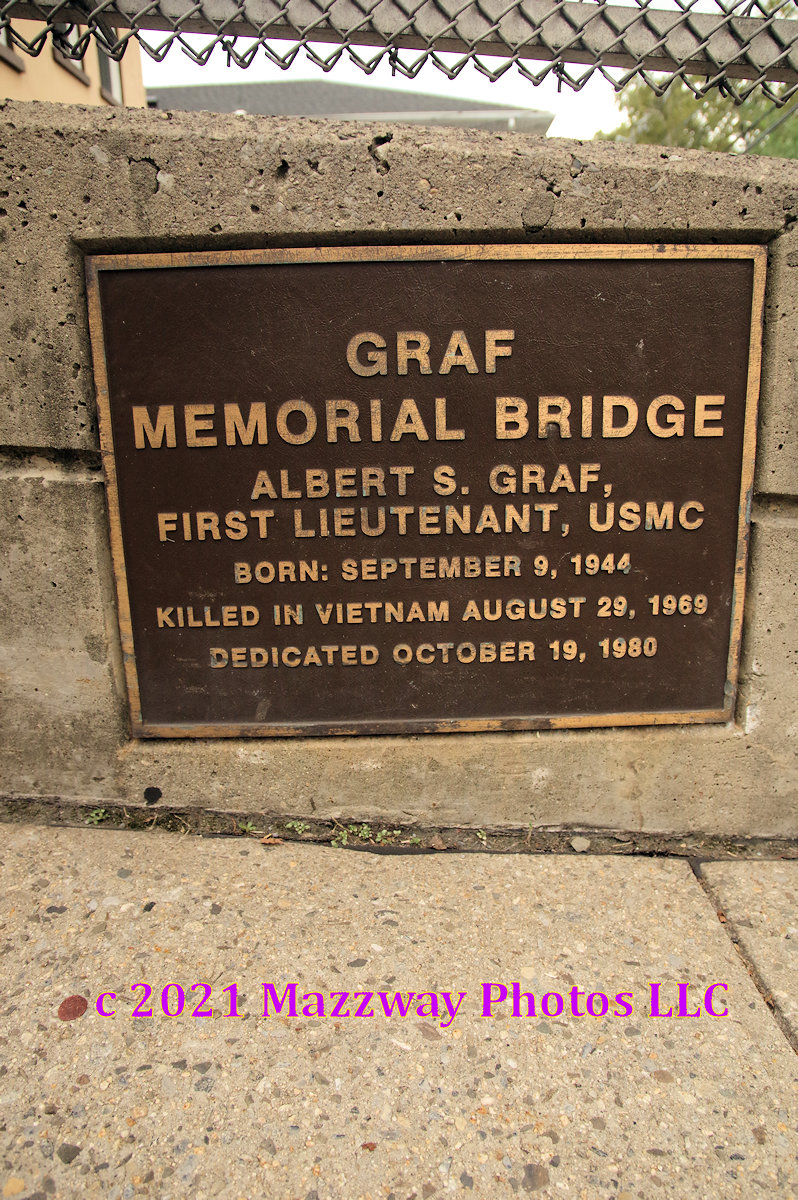 GRAF
MEMORIAL BRIDGE
ALBERT S. GRAF,
FIRST LIEUTENANT, USMC
BORN: SEPTEMBER 9, 1944
KILLED IN VIETNAM AUGUST 29, 1969
DEDICATED OCTOBER 19, 1980
c 2021 Mazzway Photos LLC